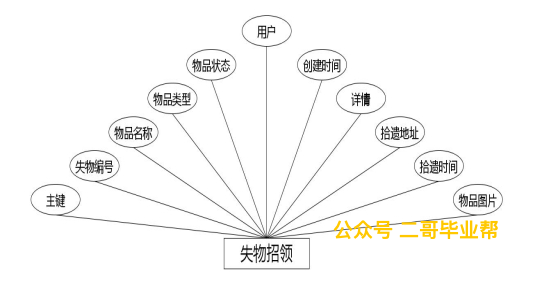 用户
物品状态
创建时间
物品类型
详情
物品名称
拾遗地址
失物编号
拾遗时间
主键
物品图片
公众号 二哥毕业帮
失物招领